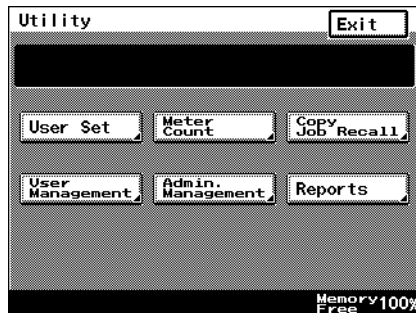 Utility
Exit
User Set
Meter
Count
Copy
Job Recall
User
Management
Admin.
Management
Reports
Memory
Free 100%